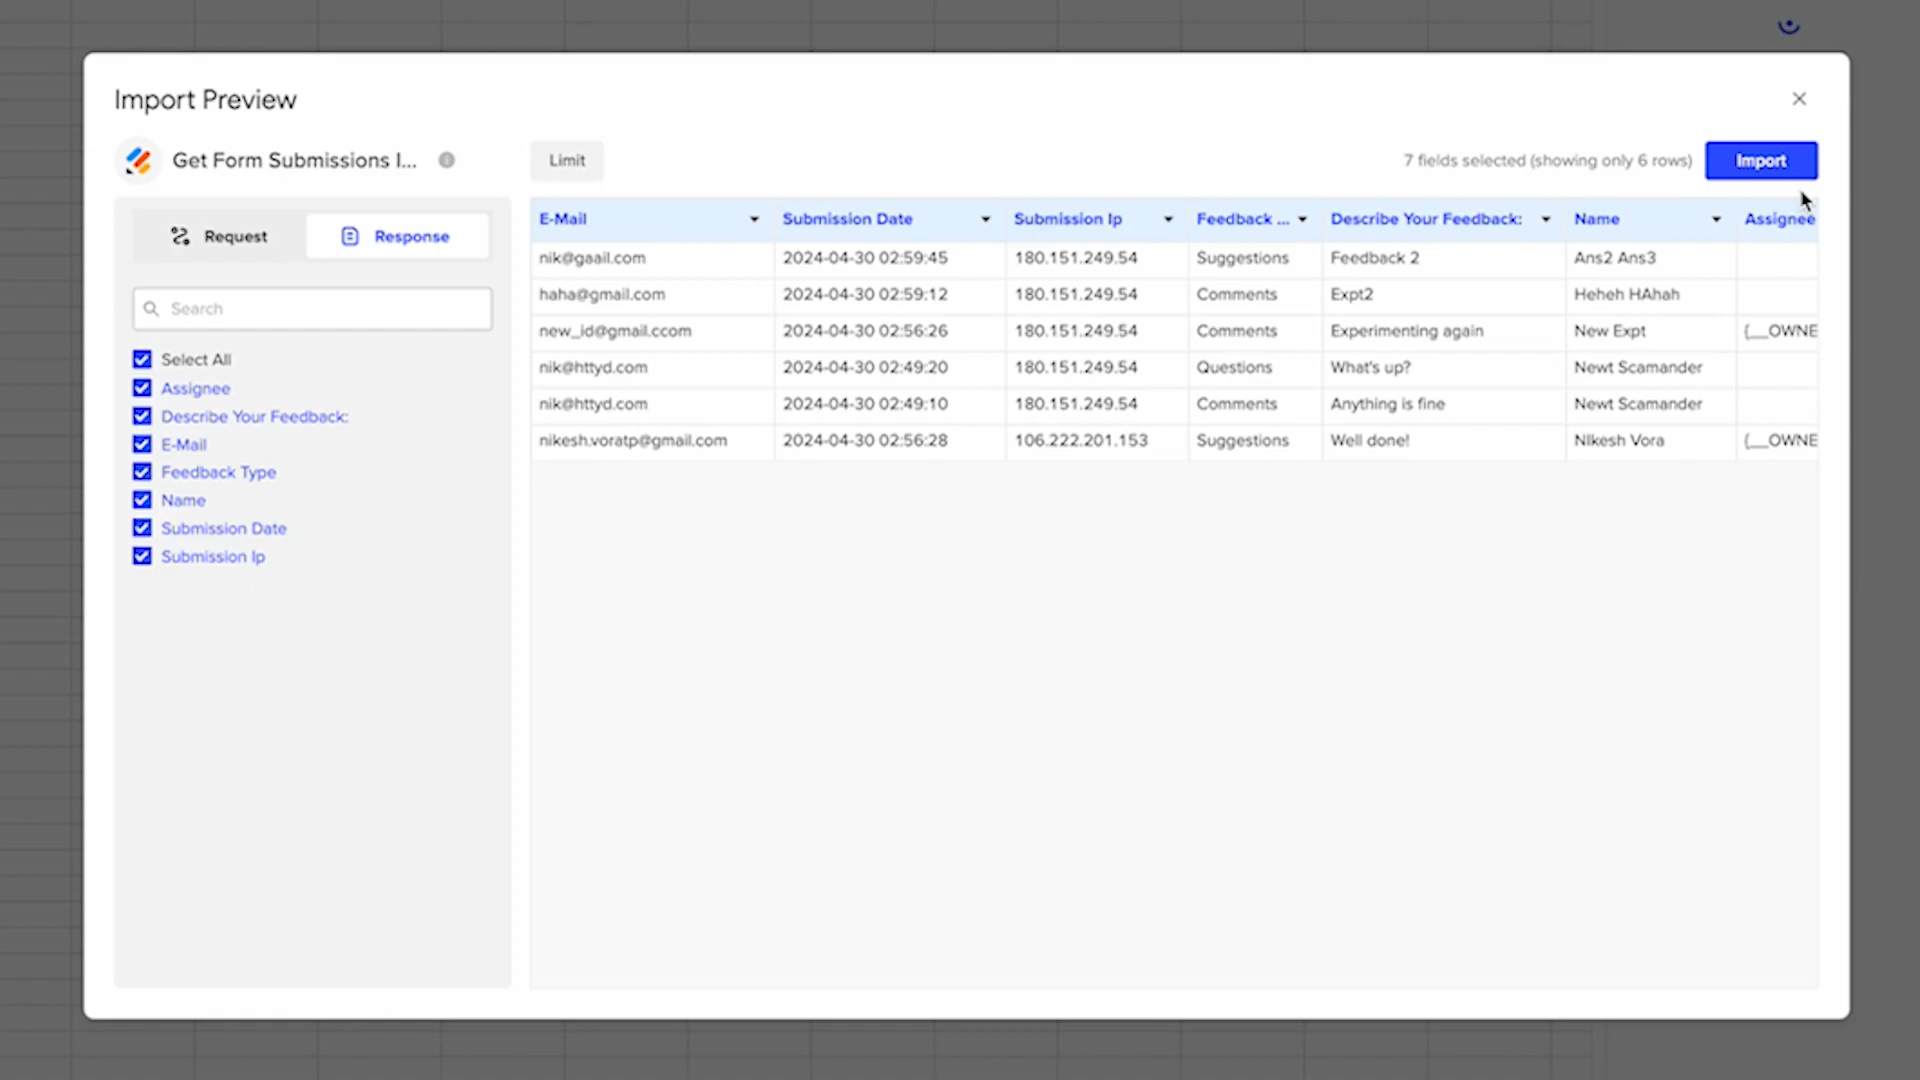 Import Preview
Get Form Submissions I...
Limit
7 fields selected (showing only 6 rows)
Import
Request
Response
Search
Select All
Assignee
Describe Your Feedback:
E-Mail
Feedback Type
Name
Submission Date
Submission Ip
E-Mail Submission Date Submission Ip Feedback ... Describe Your Feedback: Name Assignee
nik@gaail.com 2024-04-30 02:59:45 180.151.249.54 Suggestions Feedback 2 Ans2 Ans3
haha@gmail.com 2024-04-30 02:59:12 180.151.249.54 Comments Expt2 Heheh HAhah
new_id@gmail.ccom 2024-04-30 02:56:26 180.151.249.54 Comments Experimenting again New Expt {__OWNE
nik@httyd.com 2024-04-30 02:49:20 180.151.249.54 Questions What's up? Newt Scamander
nik@httyd.com 2024-04-30 02:49:10 180.151.249.54 Comments Anything is fine Newt Scamander
nikesh.voratp@gmail.com 2024-04-30 02:56:28 106.222.201.153 Suggestions Well done! NIkesh Vora {__OWNE